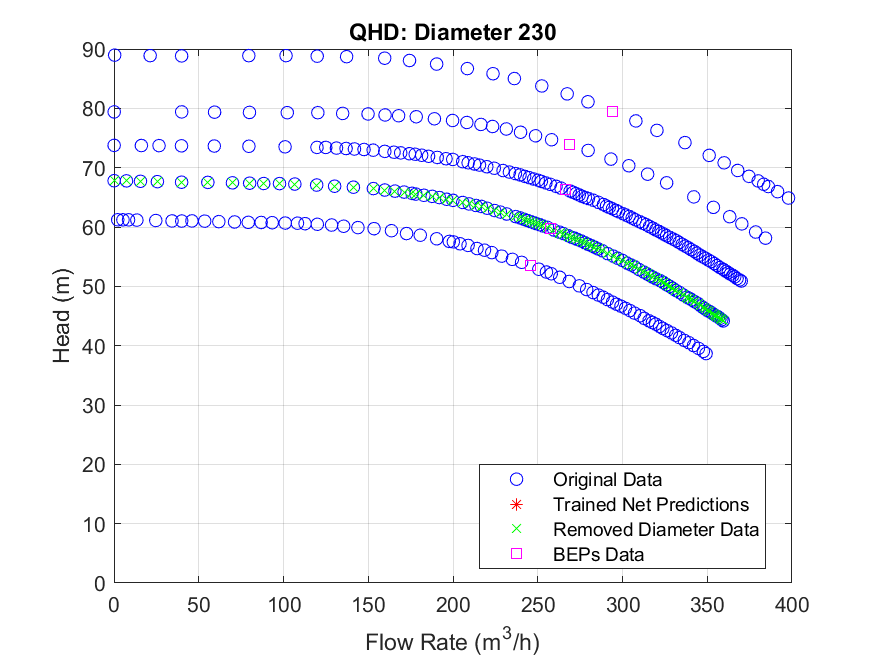 QHD: Diameter 230
Head (m)
90
80
70
60
50
40
30
20
10
0
Original Data
Trained Net Predictions
Removed Diameter Data
BEPs Data
0 50 100 150 200 250 300 350 400
Flow Rate (m³/h)